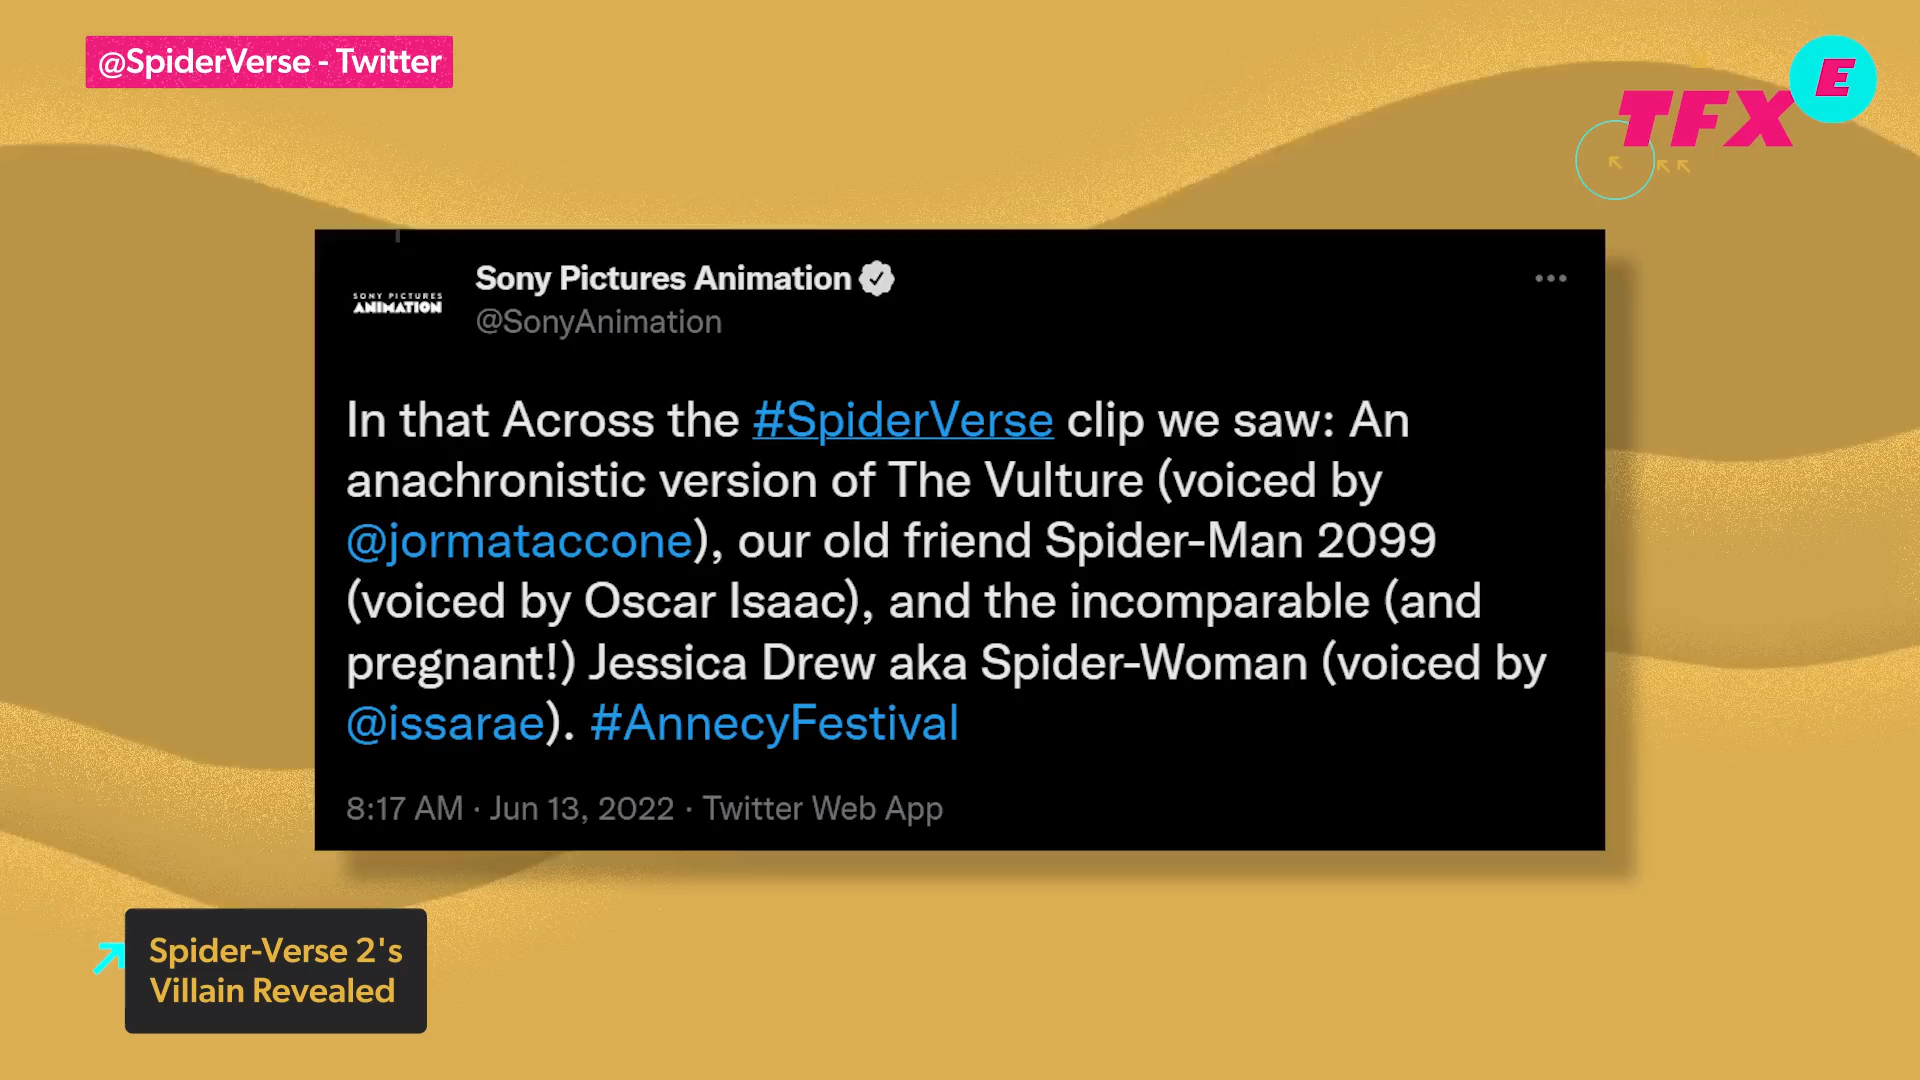 @SpiderVerse - Twitter
TFX
E
SONY PICTURES
ANIMATION
Sony Pictures Animation
@SonyAnimation
In that Across the #SpiderVerse clip we saw: An
anachronistic version of The Vulture (voiced by
@jormataccone), our old friend Spider-Man 2099
(voiced by Oscar Isaac), and the incomparable (and
pregnant!) Jessica Drew aka Spider-Woman (voiced by
@issarae). #AnnecyFestival
8:17 AM · Jun 13, 2022 · Twitter Web App
Spider-Verse 2's
Villain Revealed